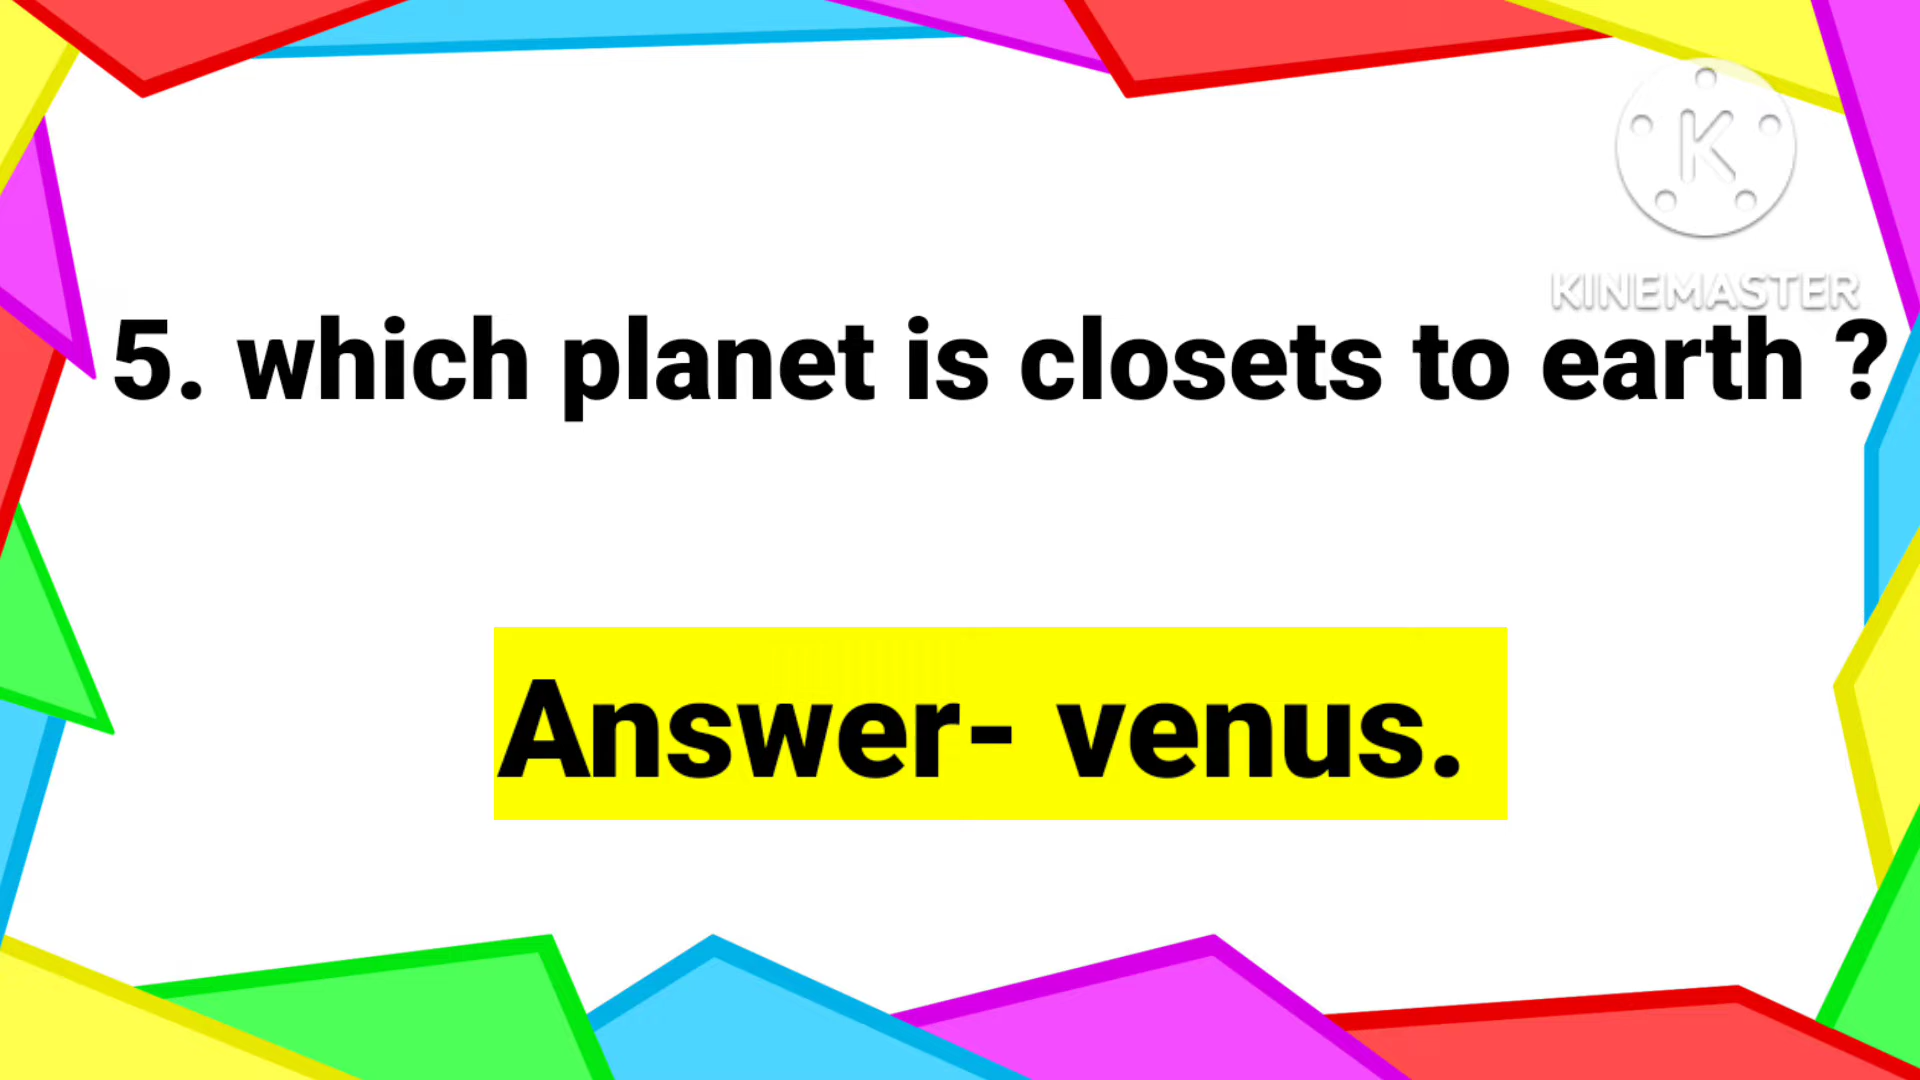 K
KINEMASTER
5. which planet is closets to earth ?
Answer- venus.